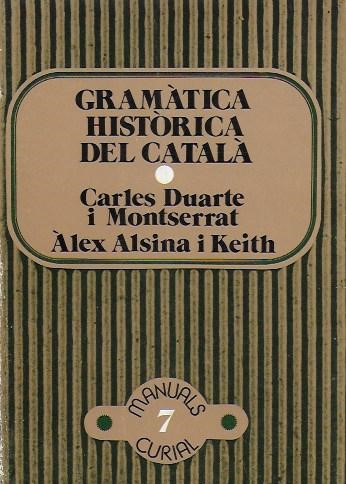 GRAMÀTICA
HISTÒRICA
DEL CATALÀ
Carles Duarte
i Montserrat
Àlex Alsina i Keith
MANUALS
7
CURIAL